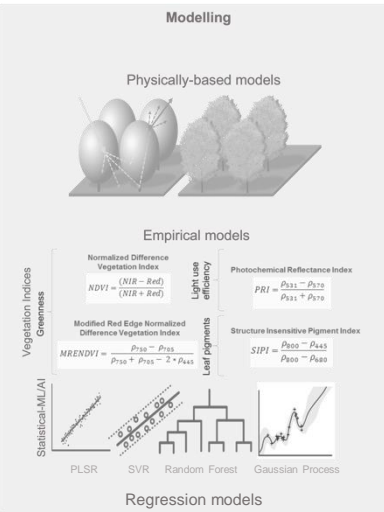 Modelling
Physically-based models
Empirical models
Vegetation Indices
Greenness
Normalized Difference
Vegetation Index
NDVI = (NIR − Red) / (NIR + Red)
Modified Red Edge Normalized
Difference Vegetation Index
MRENDVI = ρ750 − ρ705 / ρ750 + ρ705 − 2 * ρ445
Light use
efficiency
Photochemical Reflectance Index
PRI = ρ531 − ρ570 / ρ531 + ρ570
Leaf pigments
Structure Insensitive Pigment Index
SIPI = ρ800 − ρ445 / ρ800 − ρ680
Statistical-ML/AI
PLSR SVR Random Forest Gaussian Process
Regression models